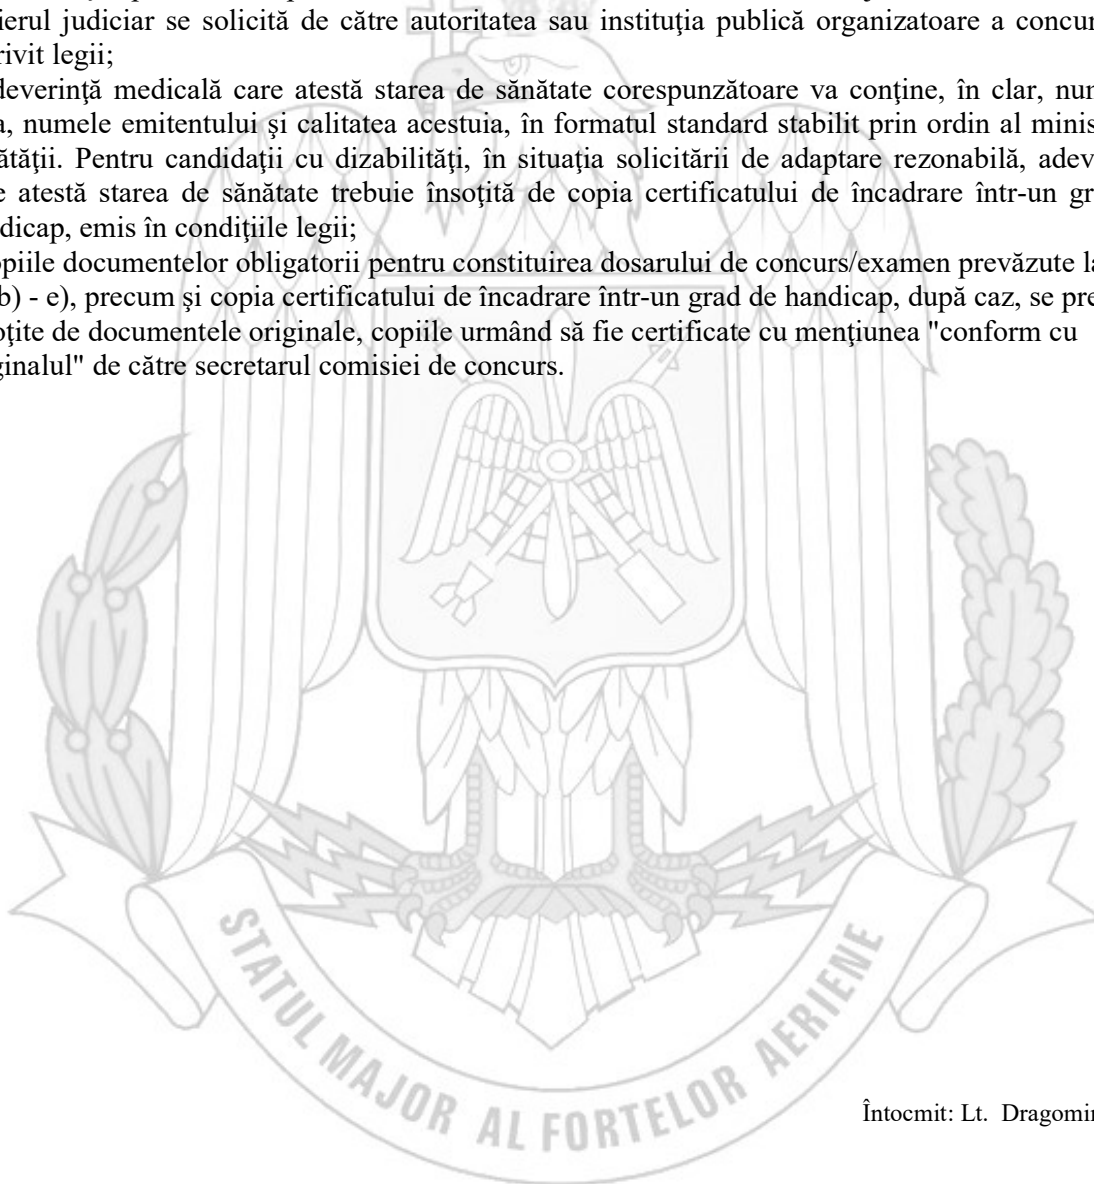 ierul judiciar se solicită de către autoritatea sau instituţia publică organizatoare a concur
rivit legii;
deverinţă medicală care atestă starea de sănătate corespunzătoare va conţine, în clar, num
a, numele emitentului şi calitatea acestuia, în formatul standard stabilit prin ordin al minis
ătăţii. Pentru candidaţii cu dizabilităţi, în situaţia solicitării de adaptare rezonabilă, adev
e atestă starea de sănătate trebuie însoţită de copia certificatului de încadrare într-un gr
dicap, emis în condiţiile legii;
opiile documentelor obligatorii pentru constituirea dosarului de concurs/examen prevăzute la
b) - e), precum şi copia certificatului de încadrare într-un grad de handicap, după caz, se pre
oţite de documentele originale, copiile urmând să fie certificate cu menţiunea "conform cu
ginalul" de către secretarul comisiei de concurs.
STATUL MAJOR AL FORTELOR AERIENE
Întocmit: Lt. Dragomir